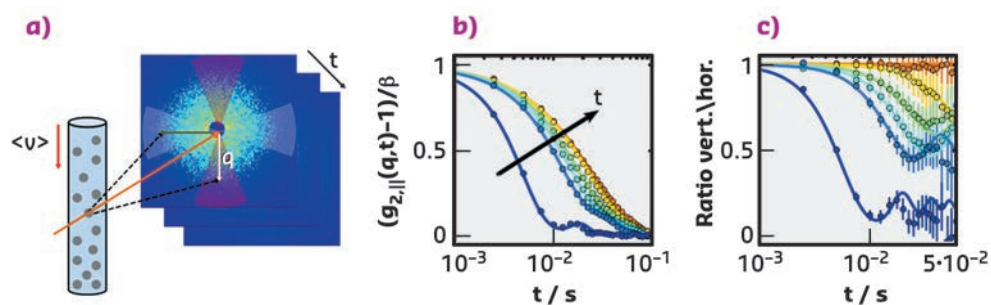 a)
t
<υ>
q
b)
(g2,||(q,t)-1)/β
1
0.5
0
t
10⁻³
10⁻²
10⁻¹
t / s
c)
Ratio vert.\hor.
1
0.5
0
10⁻³
10⁻²
5·10⁻²
t / s